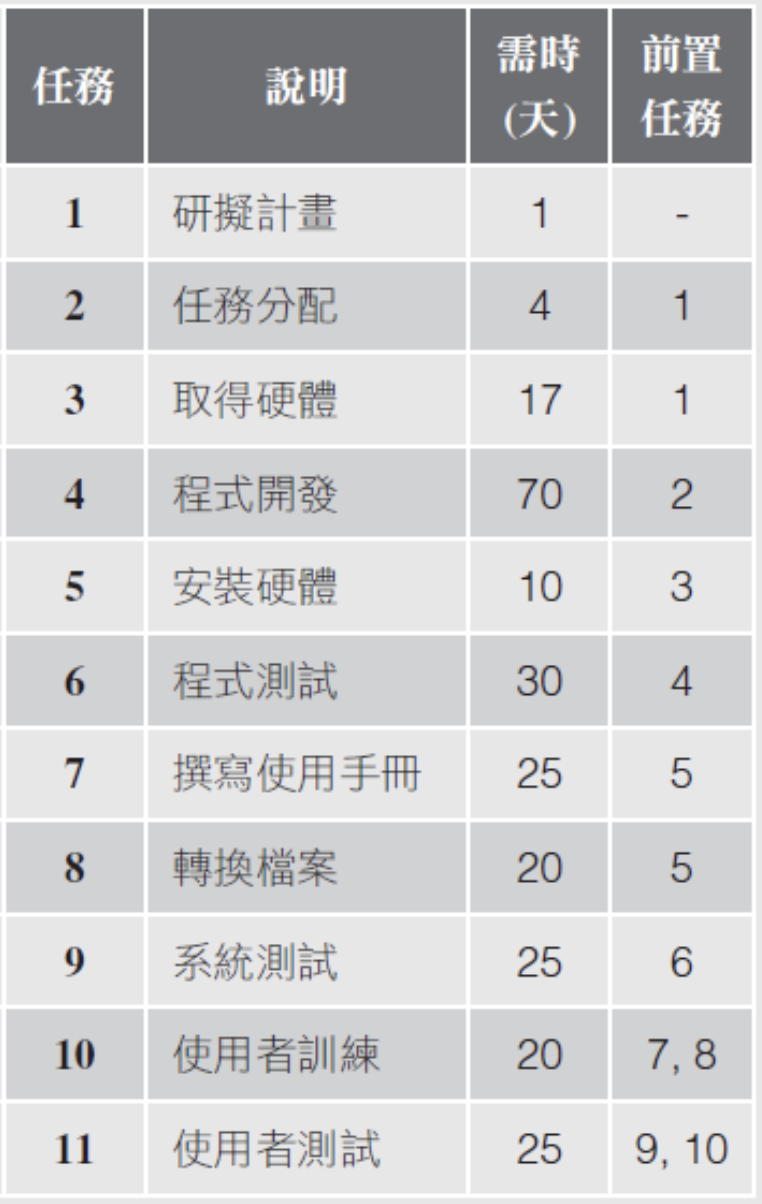 任務 說明 需時(天) 前置任務
1 研擬計畫 1 -
2 任務分配 4 1
3 取得硬體 17 1
4 程式開發 70 2
5 安裝硬體 10 3
6 程式測試 30 4
7 撰寫使用手冊 25 5
8 轉換檔案 20 5
9 系統測試 25 6
10 使用者訓練 20 7, 8
11 使用者測試 25 9, 10